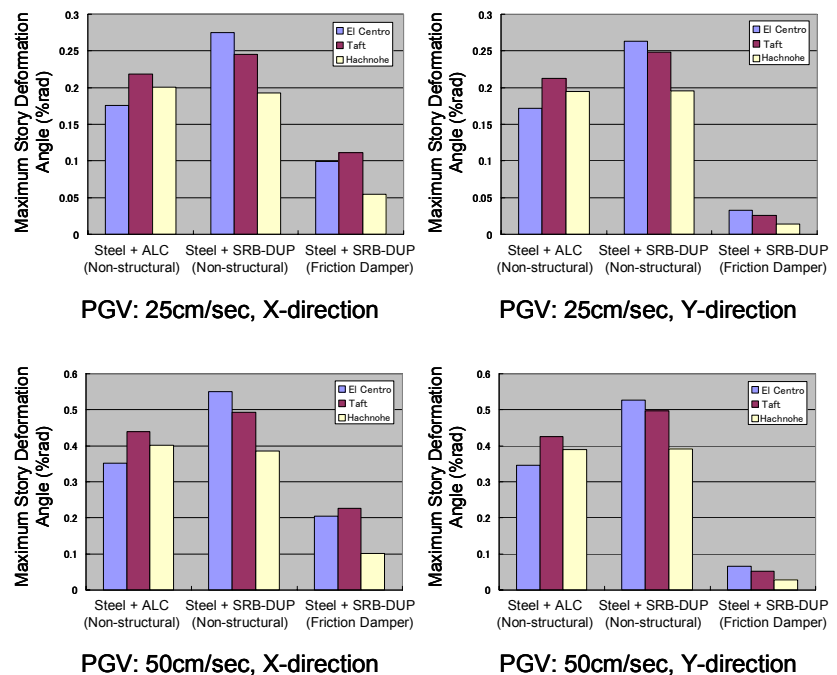 Maximum Story Deformation
Angle (%rad)
0.3
0.25
0.2
0.15
0.1
0.05
0
El Centro
Taft
Hachnohe
Steel + ALC
(Non-structural)
Steel + SRB-DUP
(Non-structural)
Steel + SRB-DUP
(Friction Damper)
PGV: 25cm/sec, X-direction
Maximum Story Deformation
Angle (%rad)
0.3
0.25
0.2
0.15
0.1
0.05
0
El Centro
Taft
Hachnohe
Steel + ALC
(Non-structural)
Steel + SRB-DUP
(Non-structural)
Steel + SRB-DUP
(Friction Damper)
PGV: 25cm/sec, Y-direction
Maximum Story Deformation
Angle (%rad)
0.6
0.5
0.4
0.3
0.2
0.1
0
El Centro
Taft
Hachnohe
Steel + ALC
(Non-structural)
Steel + SRB-DUP
(Non-structural)
Steel + SRB-DUP
(Friction Damper)
PGV: 50cm/sec, X-direction
Maximum Story Deformation
Angle (%rad)
0.6
0.5
0.4
0.3
0.2
0.1
0
El Centro
Taft
Hachnohe
Steel + ALC
(Non-structural)
Steel + SRB-DUP
(Non-structural)
Steel + SRB-DUP
(Friction Damper)
PGV: 50cm/sec, Y-direction